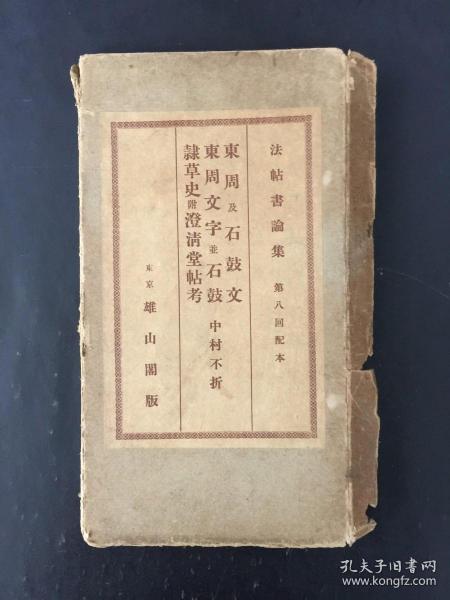 法帖書論集 第八回配本
東周及石鼓文
東周文字並石鼓 中村不折
隷草史附澄清堂帖考
東京 雄山閣版
孔夫子旧书网
www.kongfz.com